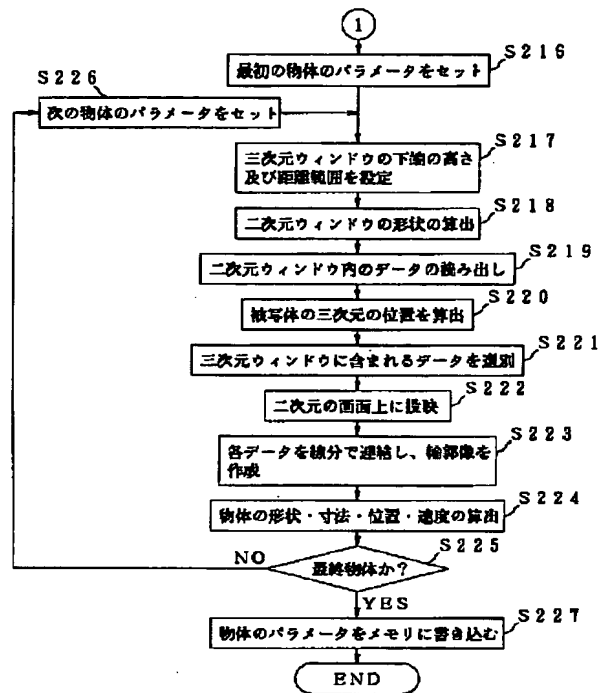 1
S216
最初の物体のパラメータをセット
S226
次の物体のパラメータをセット
S217
三次元ウィンドウの下端の高さ
及び距離範囲を設定
S218
二次元ウィンドウの形状の算出
S219
二次元ウィンドウ内のデータの読み出し
S220
被写体の三次元の位置を算出
S221
三次元ウィンドウに含まれるデータを選別
S222
二次元の画面上に投映
S223
各データを線分で連結し、輪郭像を
作成
S224
物体の形状・寸法・位置・速度の算出
S225
最終物体か?
NO
YES
S227
物体のパラメータをメモリに書き込む
END